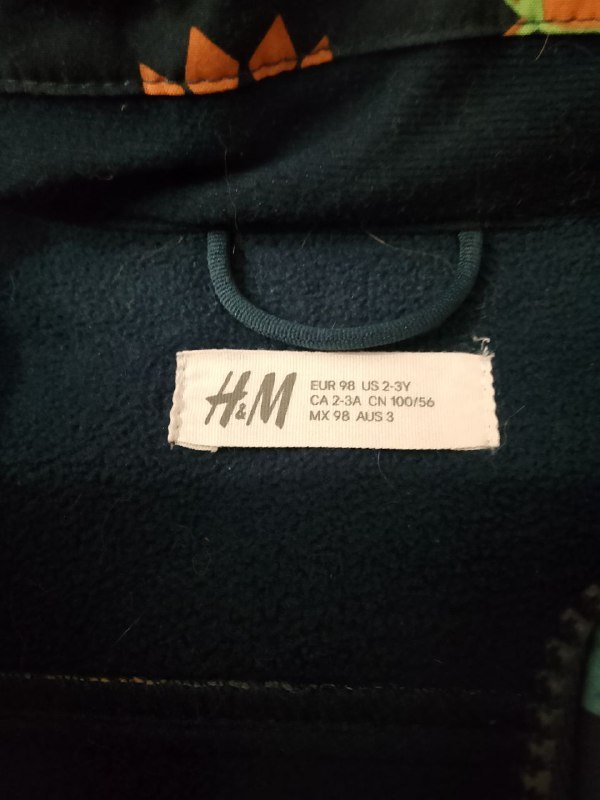 H&M
EUR 98 US 2-3Y
CA 2-3A CN 100/56
MX 98 AUS 3